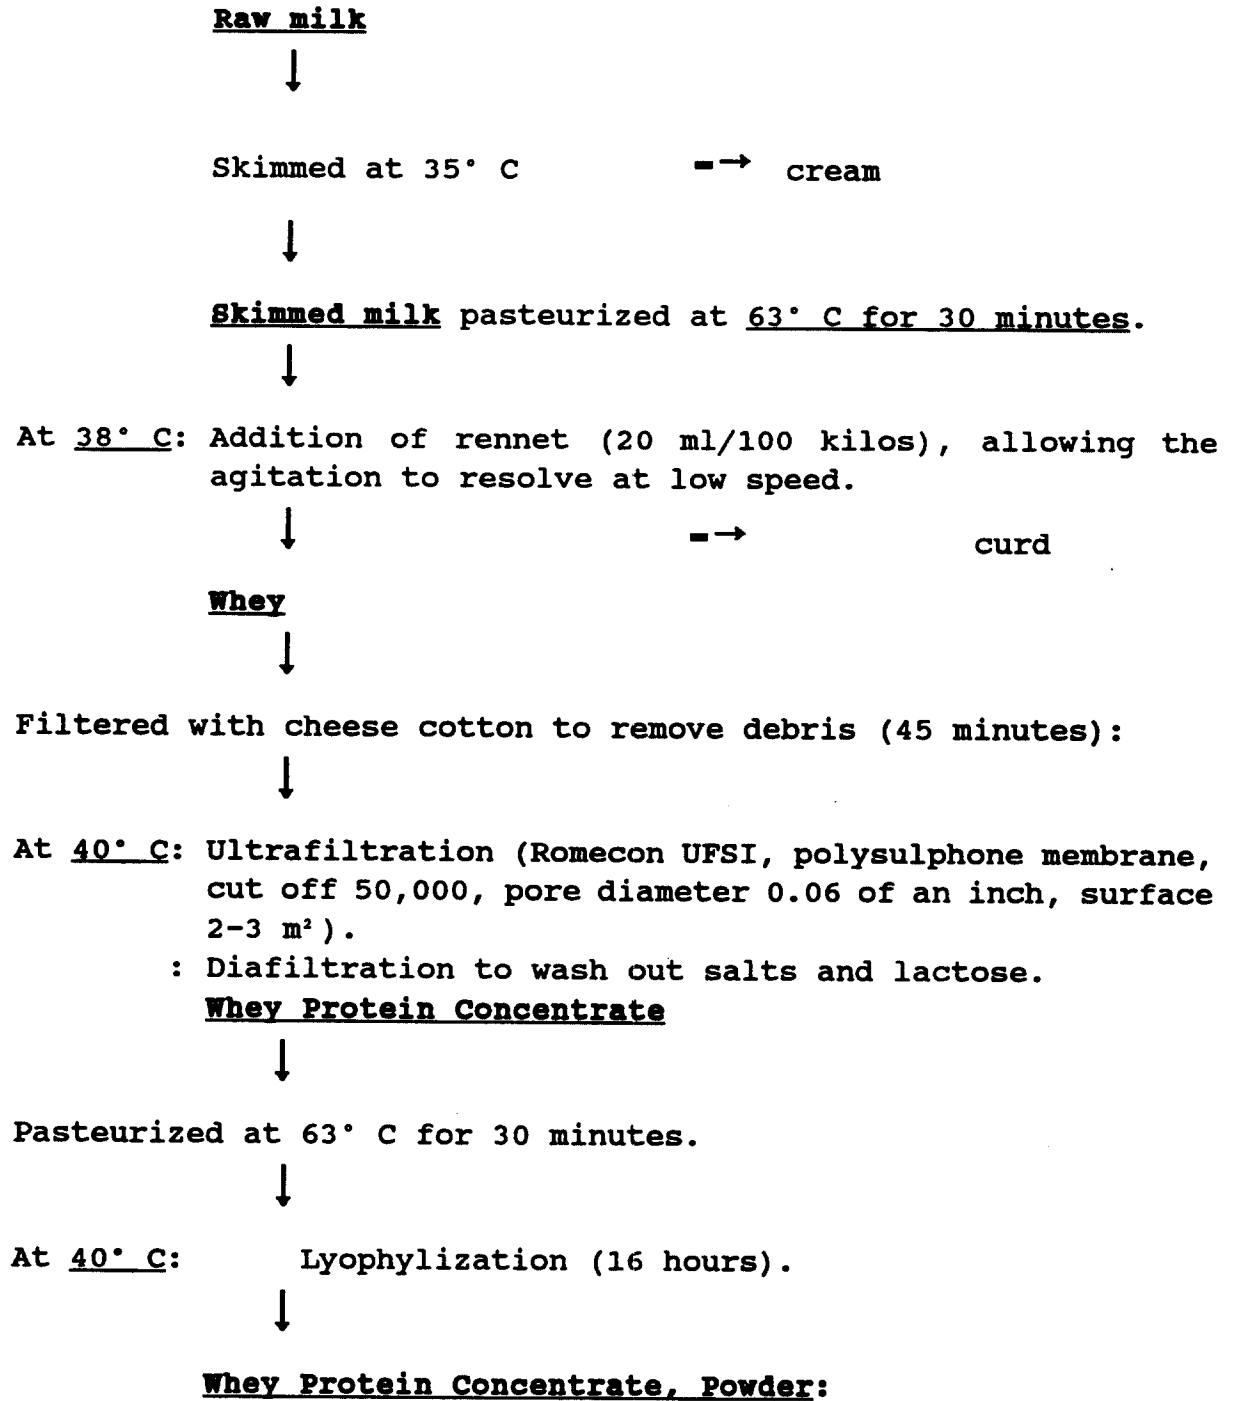 Raw milk
↓
Skimmed at 35° C -→ cream
↓
Skimmed milk pasteurized at 63° C for 30 minutes.
↓
At 38° C: Addition of rennet (20 ml/100 kilos), allowing the
agitation to resolve at low speed.
↓ -→ curd
Whey
↓
Filtered with cheese cotton to remove debris (45 minutes):
↓
At 40° C: Ultrafiltration (Romecon UFSI, polysulphone membrane,
cut off 50,000, pore diameter 0.06 of an inch, surface
2-3 m²).
: Diafiltration to wash out salts and lactose.
Whey Protein Concentrate
↓
Pasteurized at 63° C for 30 minutes.
↓
At 40° C: Lyophylization (16 hours).
↓
Whey Protein Concentrate, Powder: